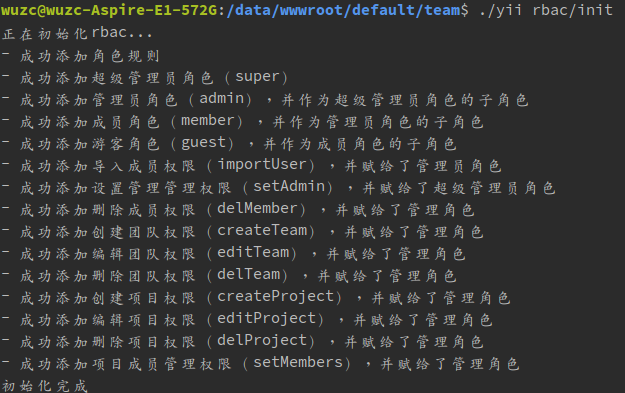 wuzc@wuzc-Aspire-E1-572G:/data/wwwroot/default/team$ ./yii rbac/init
正在初始化rbac...
- 成功添加角色规则
- 成功添加超级管理员角色（super）
- 成功添加管理员角色（admin），并作为超级管理员角色的子角色
- 成功添加成员角色（member），并作为管理员角色的子角色
- 成功添加游客角色（guest），并作为成员角色的子角色
- 成功添加导入成员权限（importUser），并赋给了管理员角色
- 成功添加设置管理管理权限（setAdmin），并赋给了超级管理员角色
- 成功添加删除成员权限（delMember），并赋给了管理角色
- 成功添加创建团队权限（createTeam），并赋给了管理角色
- 成功添加编辑团队权限（editTeam），并赋给了管理角色
- 成功添加删除团队权限（delTeam），并赋给了管理角色
- 成功添加创建项目权限（createProject），并赋给了管理角色
- 成功添加编辑项目权限（editProject），并赋给了管理角色
- 成功添加删除项目权限（delProject），并赋给了管理角色
- 成功添加项目成员管理权限（setMembers），并赋给了管理角色
初始化完成